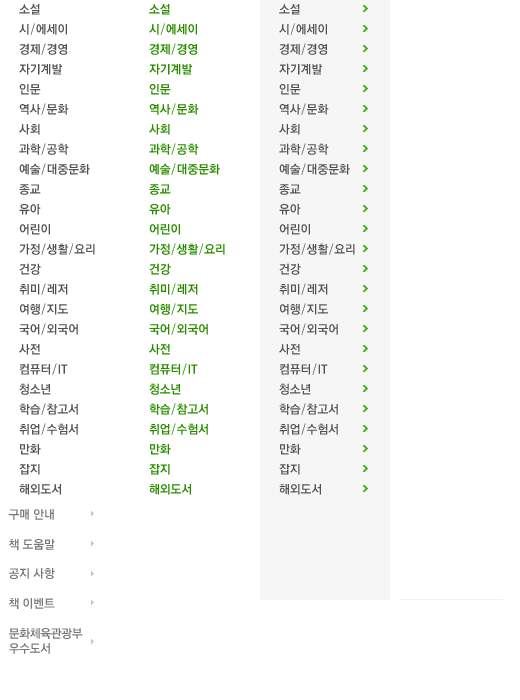 소설 소설 소설
시/에세이 시/에세이 시/에세이
경제/경영 경제/경영 경제/경영
자기계발 자기계발 자기계발
인문 인문 인문
역사/문화 역사/문화 역사/문화
사회 사회 사회
과학/공학 과학/공학 과학/공학
예술/대중문화 예술/대중문화 예술/대중문화
종교 종교 종교
유아 유아 유아
어린이 어린이 어린이
가정/생활/요리 가정/생활/요리 가정/생활/요리
건강 건강 건강
취미/레저 취미/레저 취미/레저
여행/지도 여행/지도 여행/지도
국어/외국어 국어/외국어 국어/외국어
사전 사전 사전
컴퓨터/IT 컴퓨터/IT 컴퓨터/IT
청소년 청소년 청소년
학습/참고서 학습/참고서 학습/참고서
취업/수험서 취업/수험서 취업/수험서
만화 만화 만화
잡지 잡지 잡지
해외도서 해외도서 해외도서
구매 안내
책 도움말
공지 사항
책 이벤트
문화체육관광부
우수도서